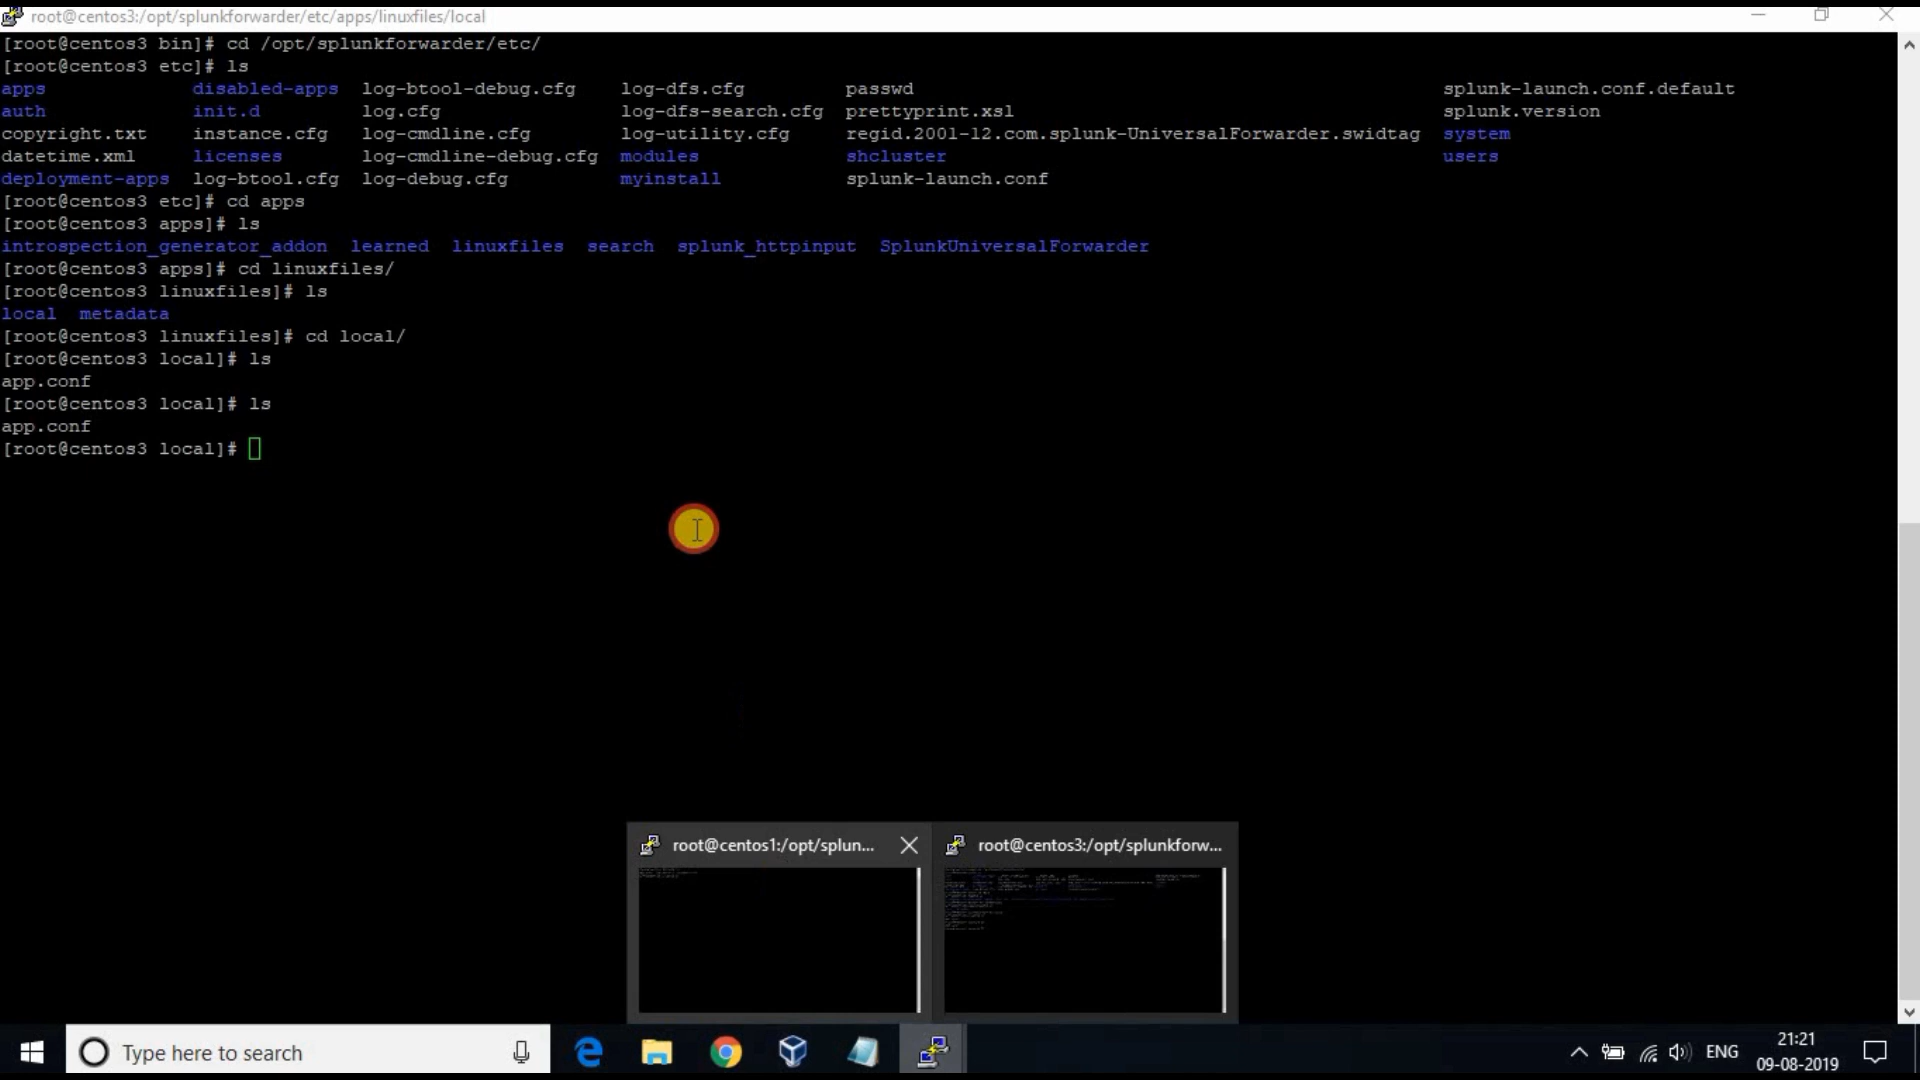 root@centos3:/opt/splunkforwarder/etc/apps/linuxfiles/local
[root@centos3 bin]# cd /opt/splunkforwarder/etc/
[root@centos3 etc]# ls
apps disabled-apps log-btool-debug.cfg log-dfs.cfg passwd splunk-launch.conf.default
auth init.d log.cfg log-dfs-search.cfg prettyprint.xsl splunk.version
copyright.txt instance.cfg log-cmdline.cfg log-utility.cfg regid.2001-12.com.splunk-UniversalForwarder.swidtag system
datetime.xml licenses log-cmdline-debug.cfg modules shcluster users
deployment-apps log-btool.cfg log-debug.cfg myinstall splunk-launch.conf
[root@centos3 etc]# cd apps
[root@centos3 apps]# ls
introspection_generator_addon learned linuxfiles search splunk_httpinput SplunkUniversalForwarder
[root@centos3 apps]# cd linuxfiles/
[root@centos3 linuxfiles]# ls
local metadata
[root@centos3 linuxfiles]# cd local/
[root@centos3 local]# ls
app.conf
[root@centos3 local]# ls
app.conf
[root@centos3 local]#
root@centos1:/opt/splun... root@centos3:/opt/splunkforw...
Type here to search
ENG
21:21
09-08-2019